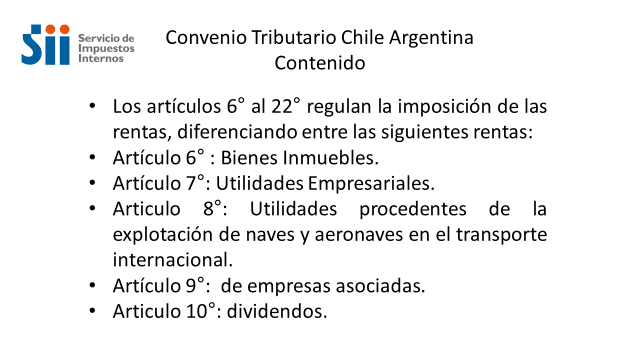 sii
Servicio de
Impuestos
Internos
Convenio Tributario Chile Argentina
Contenido
• Los artículos 6° al 22° regulan la imposición de las
rentas, diferenciando entre las siguientes rentas:
• Artículo 6° : Bienes Inmuebles.
• Artículo 7°: Utilidades Empresariales.
• Articulo 8°: Utilidades procedentes de la
explotación de naves y aeronaves en el transporte
internacional.
• Artículo 9°: de empresas asociadas.
• Articulo 10°: dividendos.